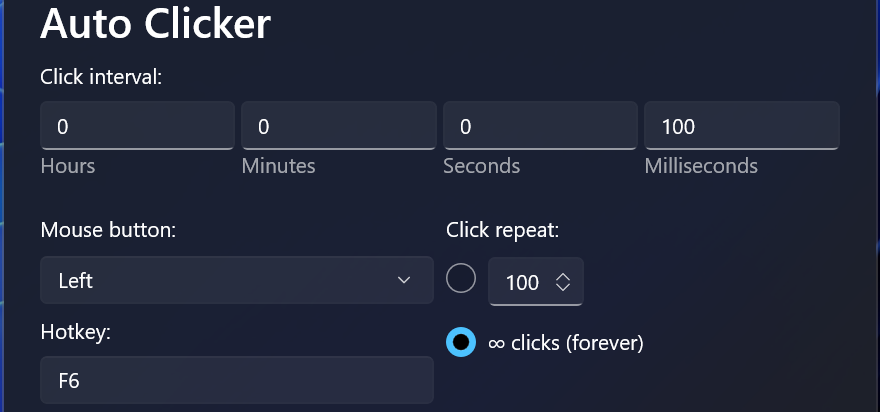 Auto Clicker
Click interval:
0 0 0 100
Hours Minutes Seconds Milliseconds
Mouse button: Click repeat:
Left 100
Hotkey:
∞ clicks (forever)
F6